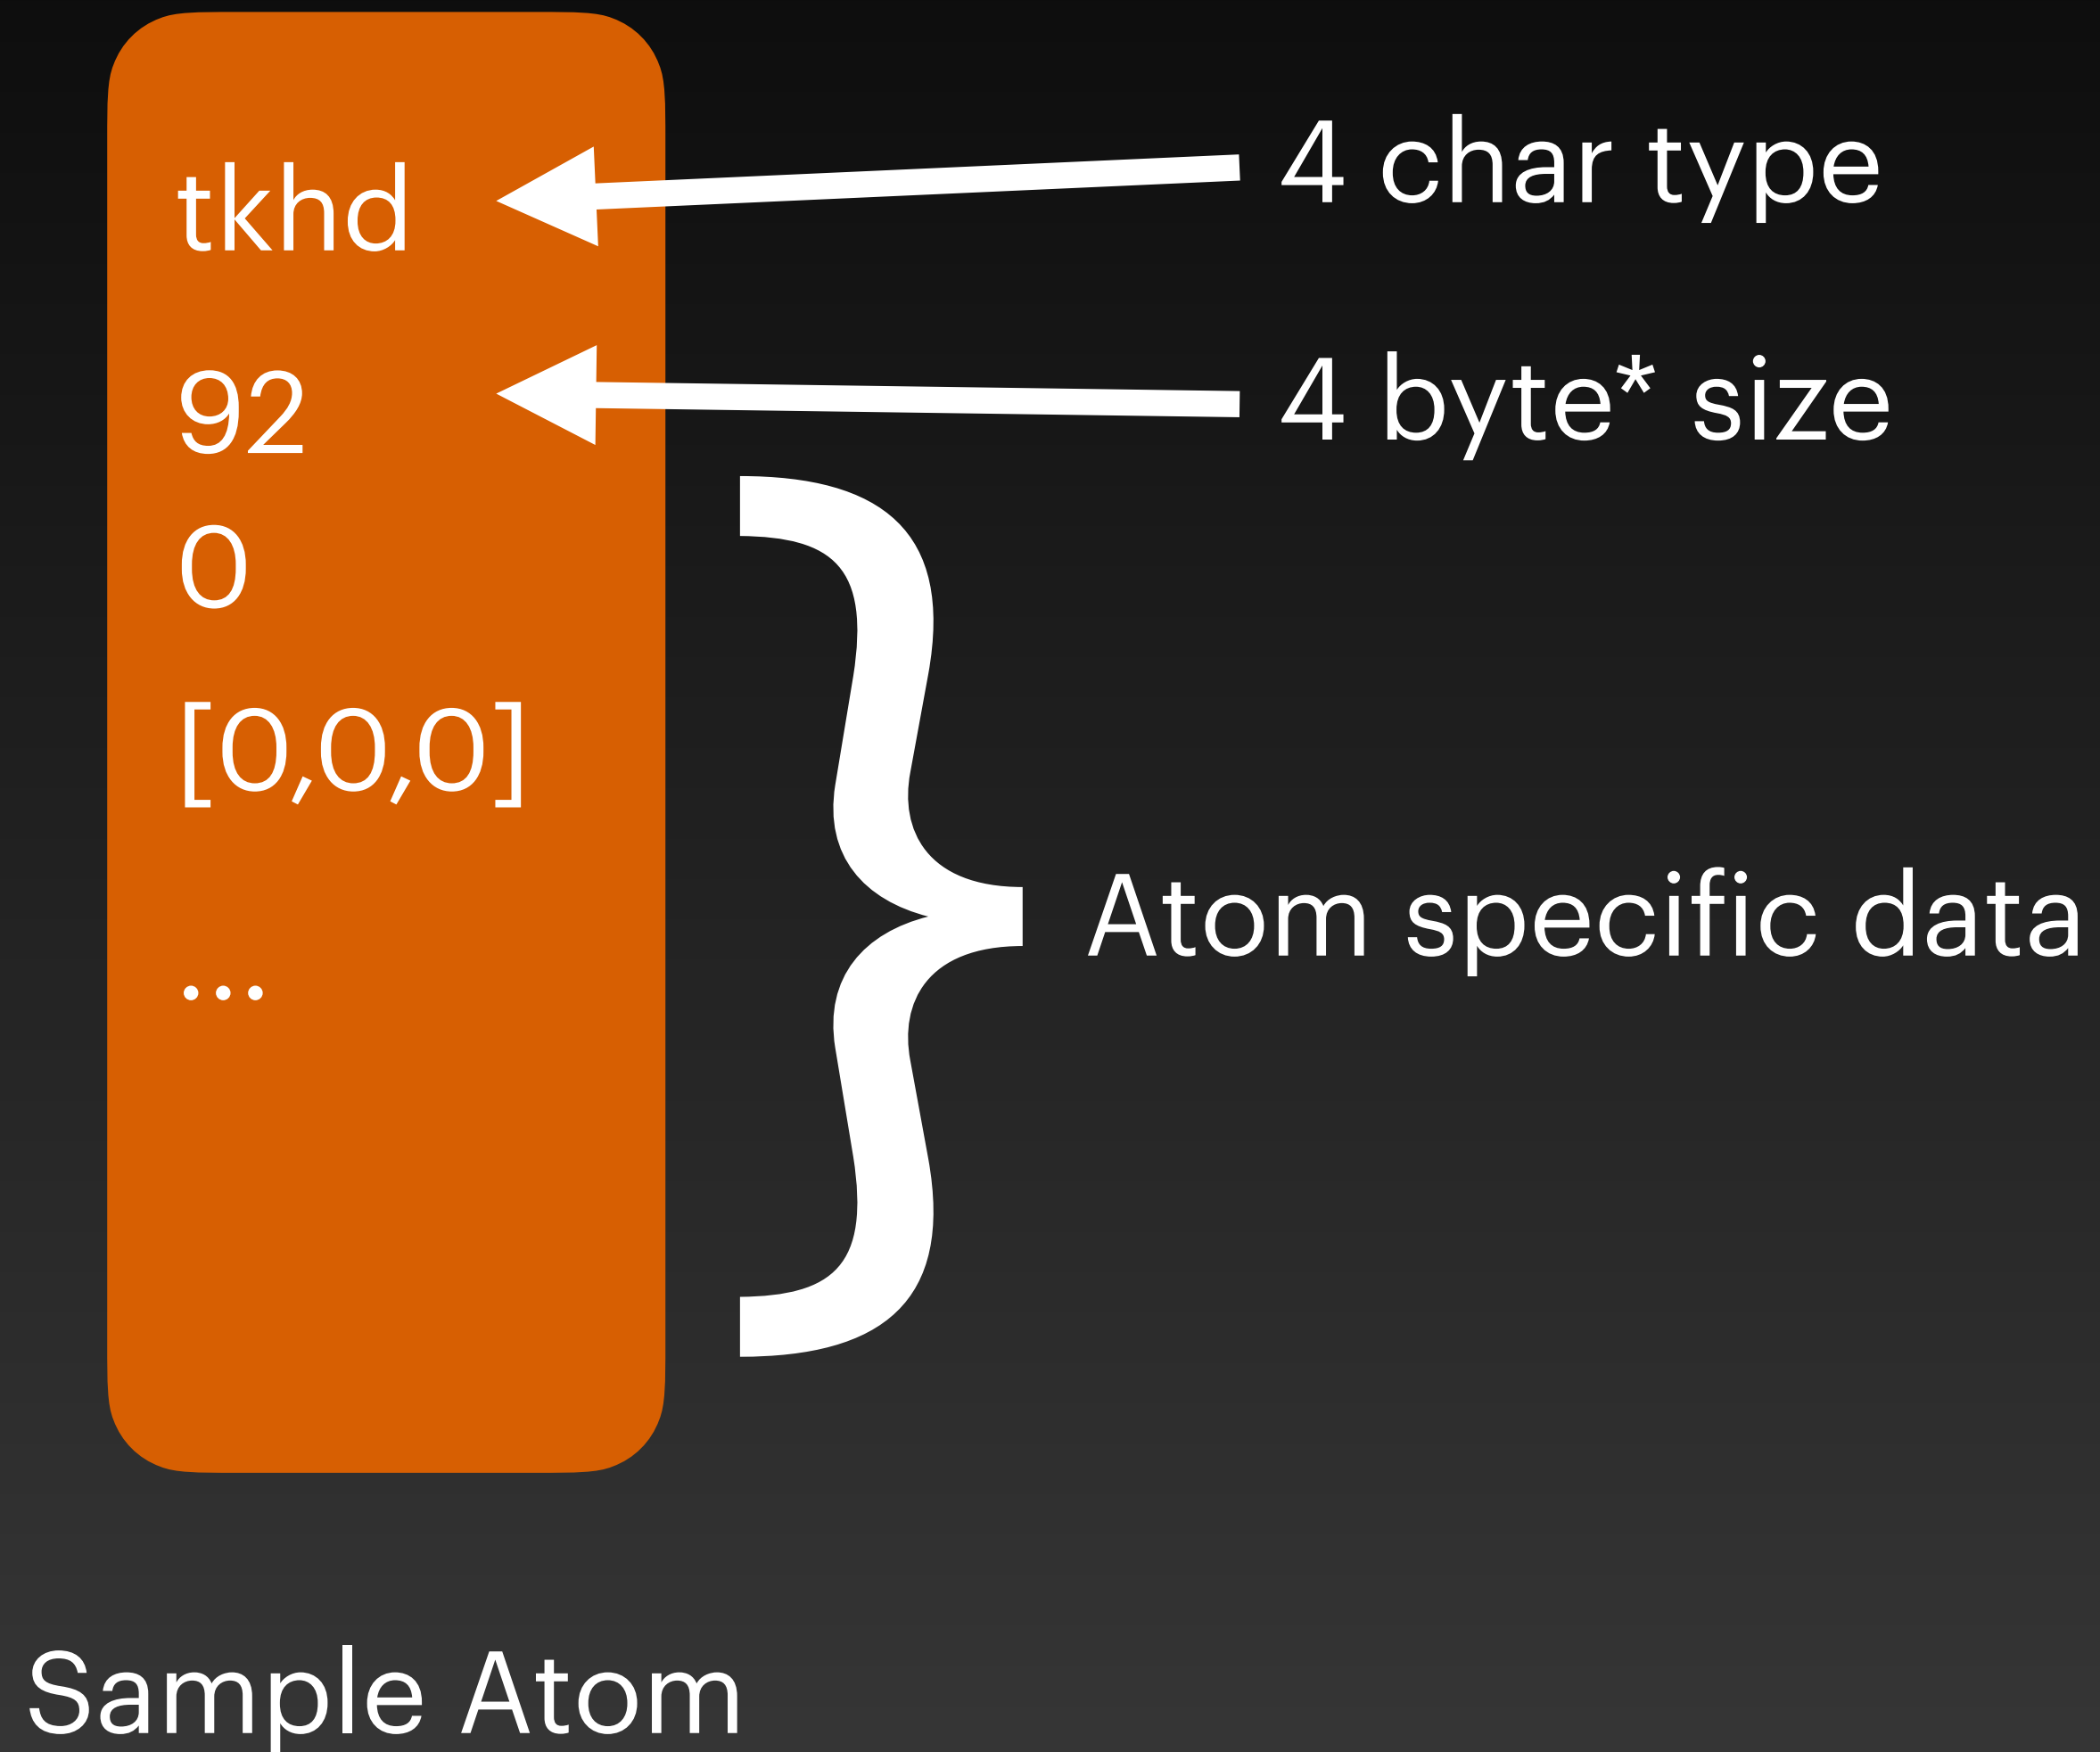 tkhd
4 char type
92
4 byte* size
0
[0,0,0]
Atom specific data
...
Sample Atom